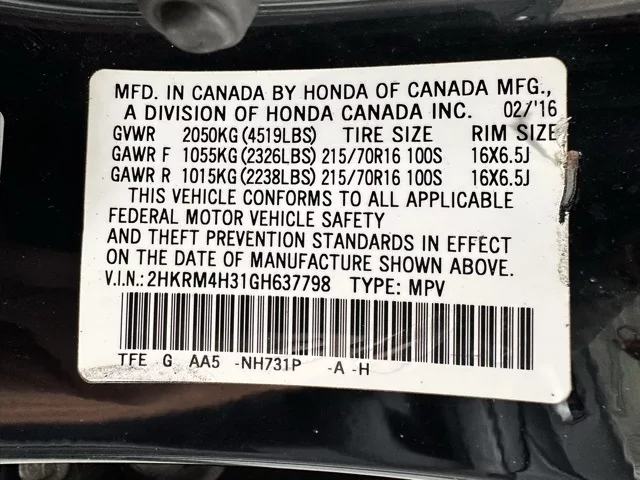 MFD. IN CANADA BY HONDA OF CANADA MFG.,
A DIVISION OF HONDA CANADA INC. 02/'16
GVWR 2050KG(4519LBS) TIRE SIZE RIM SIZE
GAWR F 1055KG(2326LBS) 215/70R16 100S 16X6.5J
GAWR R 1015KG(2238LBS) 215/70R16 100S 16X6.5J
THIS VEHICLE CONFORMS TO ALL APPLICABLE
FEDERAL MOTOR VEHICLE SAFETY
AND THEFT PREVENTION STANDARDS IN EFFECT
ON THE DATE OF MANUFACTURE SHOWN ABOVE.
V.I.N.: 2HKRM4H31GH637798 TYPE: MPV
TFE G AA5 -NH731P -A -H